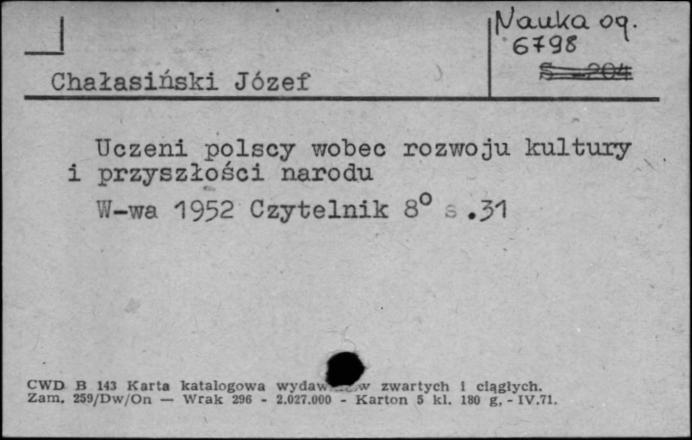 Nauka og.
6798
S-204
Chałasiński Józef
Uczeni polscy wobec rozwoju kultury
i przyszłości narodu
W-wa 1952 Czytelnik 8° s.31
CWD B 143 Karta katalogowa zwartych i ciągłych.
Zam. 259/Dw/On — Wrak 296 - 2.027.000 - Karton 5 kl. 180 g. - IV.71.